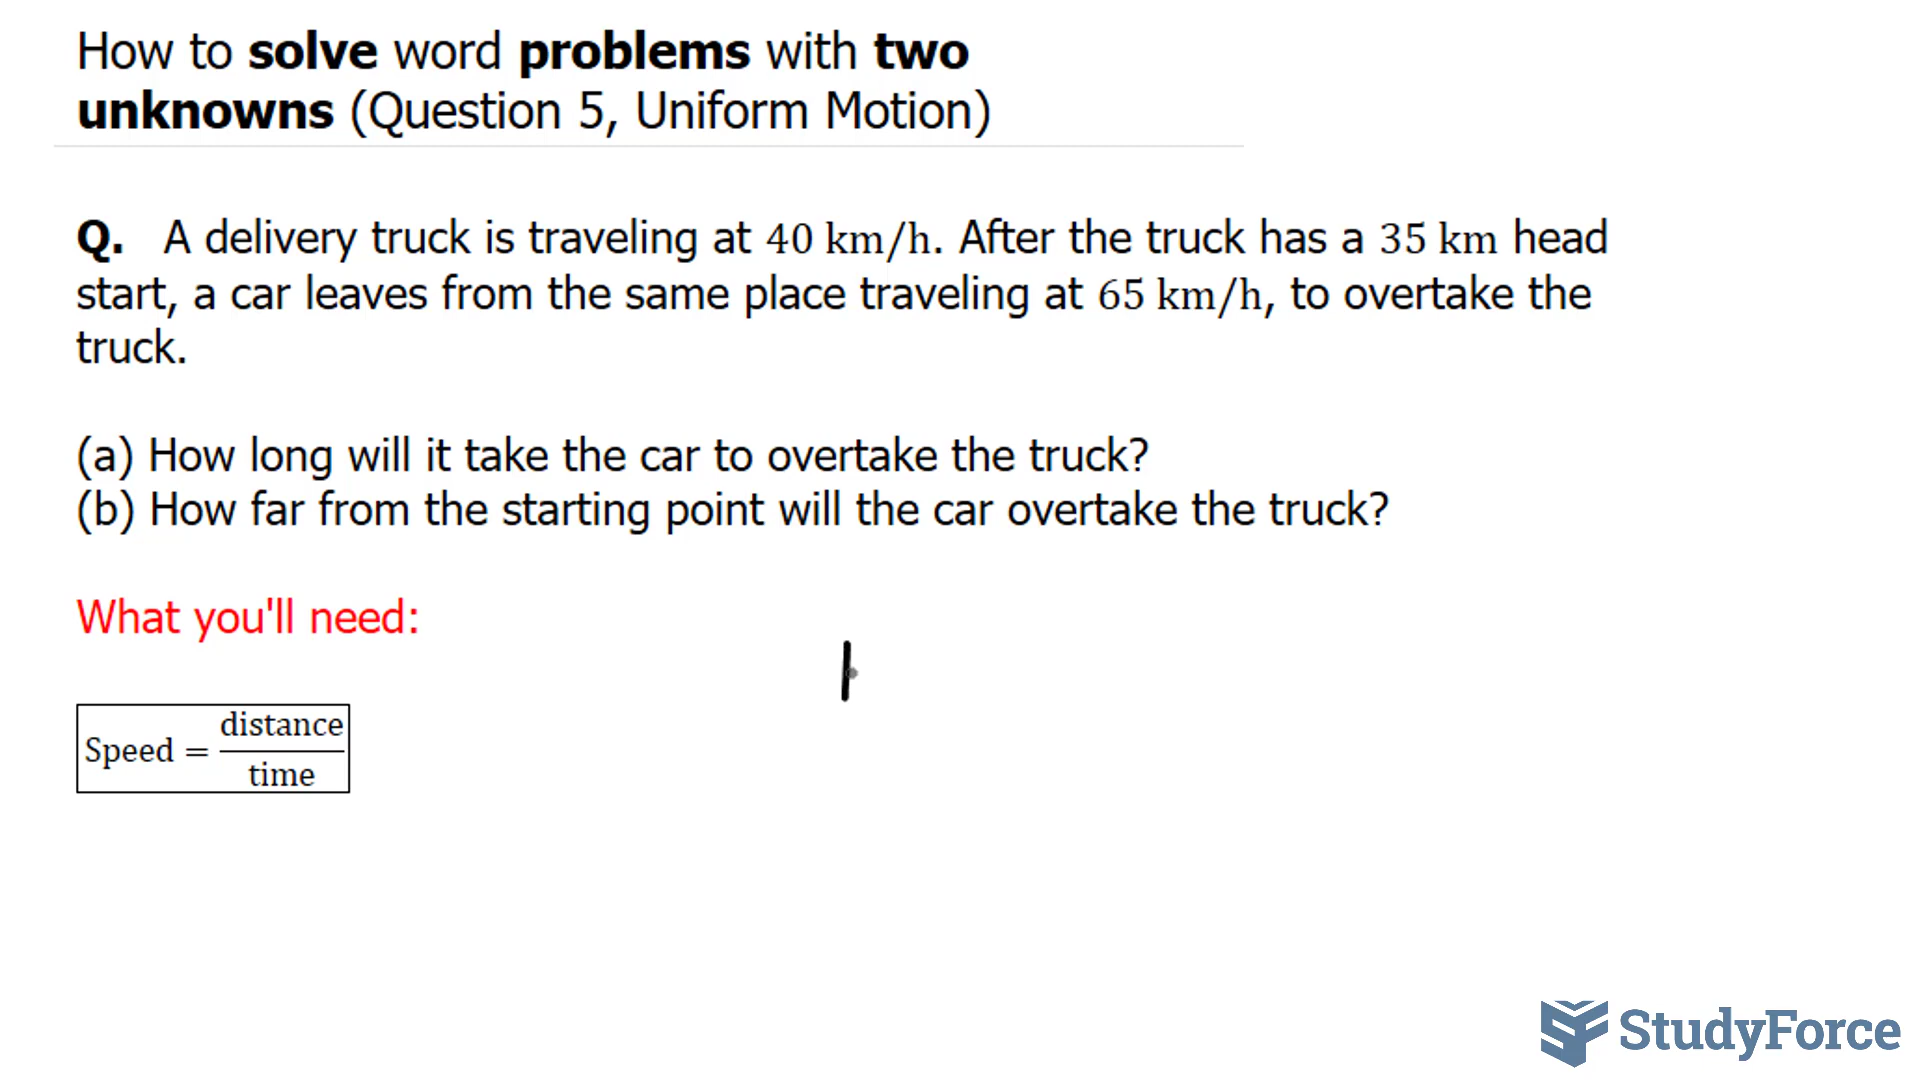 How to solve word problems with two
unknowns (Question 5, Uniform Motion)
Q. A delivery truck is traveling at 40 km/h. After the truck has a 35 km head
start, a car leaves from the same place traveling at 65 km/h, to overtake the
truck.
(a) How long will it take the car to overtake the truck?
(b) How far from the starting point will the car overtake the truck?
What you'll need:
Speed = distance/time
StudyForce